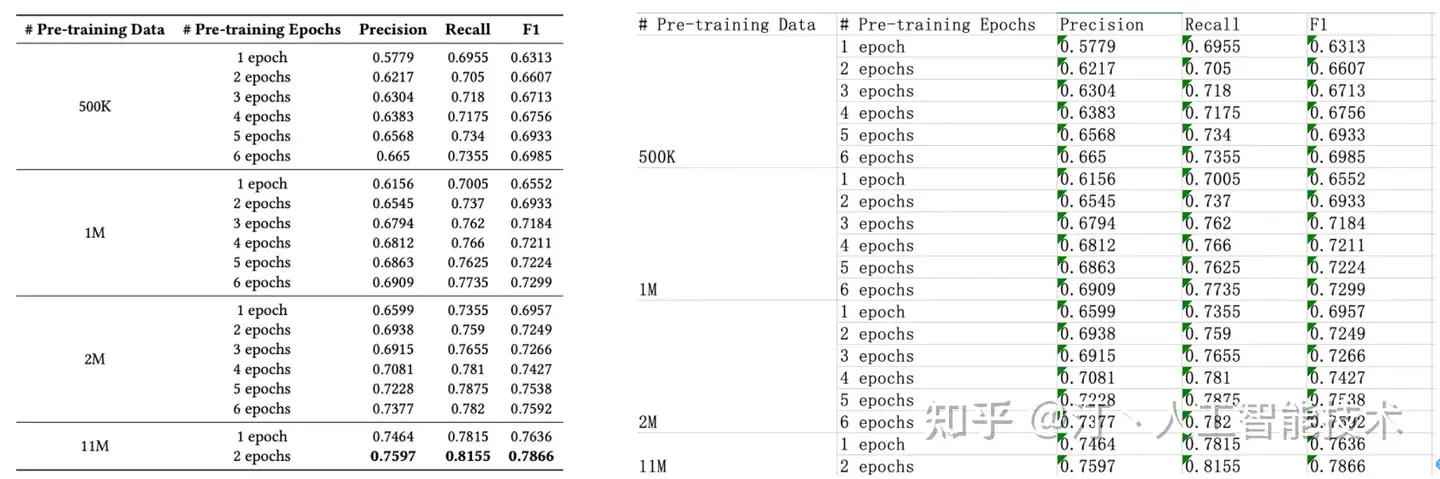 # Pre-training Data # Pre-training Epochs Precision Recall F1
1 epoch 0.5779 0.6955 0.6313
2 epochs 0.6217 0.705 0.6607
3 epochs 0.6304 0.718 0.6713
500K
4 epochs 0.6383 0.7175 0.6756
5 epochs 0.6568 0.734 0.6933
6 epochs 0.665 0.7355 0.6985
1 epoch 0.6156 0.7005 0.6552
2 epochs 0.6545 0.737 0.6933
3 epochs 0.6794 0.762 0.7184
1M
4 epochs 0.6812 0.766 0.7211
5 epochs 0.6863 0.7625 0.7224
6 epochs 0.6909 0.7735 0.7299
1 epoch 0.6599 0.7355 0.6957
2 epochs 0.6938 0.759 0.7249
3 epochs 0.6915 0.7655 0.7266
2M
4 epochs 0.7081 0.781 0.7427
5 epochs 0.7228 0.7875 0.7538
6 epochs 0.7377 0.782 0.7592
1 epoch 0.7464 0.7815 0.7636
11M
2 epochs 0.7597 0.8155 0.7866
# Pre-training Data # Pre-training Epochs Precision Recall F1
1 epoch 0.5779 0.6955 0.6313
2 epochs 0.6217 0.705 0.6607
3 epochs 0.6304 0.718 0.6713
4 epochs 0.6383 0.7175 0.6756
5 epochs 0.6568 0.734 0.6933
500K 6 epochs 0.665 0.7355 0.6985
1 epoch 0.6156 0.7005 0.6552
2 epochs 0.6545 0.737 0.6933
3 epochs 0.6794 0.762 0.7184
4 epochs 0.6812 0.766 0.7211
5 epochs 0.6863 0.7625 0.7224
1M 6 epochs 0.6909 0.7735 0.7299
1 epoch 0.6599 0.7355 0.6957
2 epochs 0.6938 0.759 0.7249
3 epochs 0.6915 0.7655 0.7266
4 epochs 0.7081 0.781 0.7427
5 epochs 0.7228 0.7875 0.7538
2M 6 epochs 0.7377 0.782 0.7592
1 epoch 0.7464 0.7815 0.7636
11M 2 epochs 0.7597 0.8155 0.7866
知乎 @汀丶人工智能技术